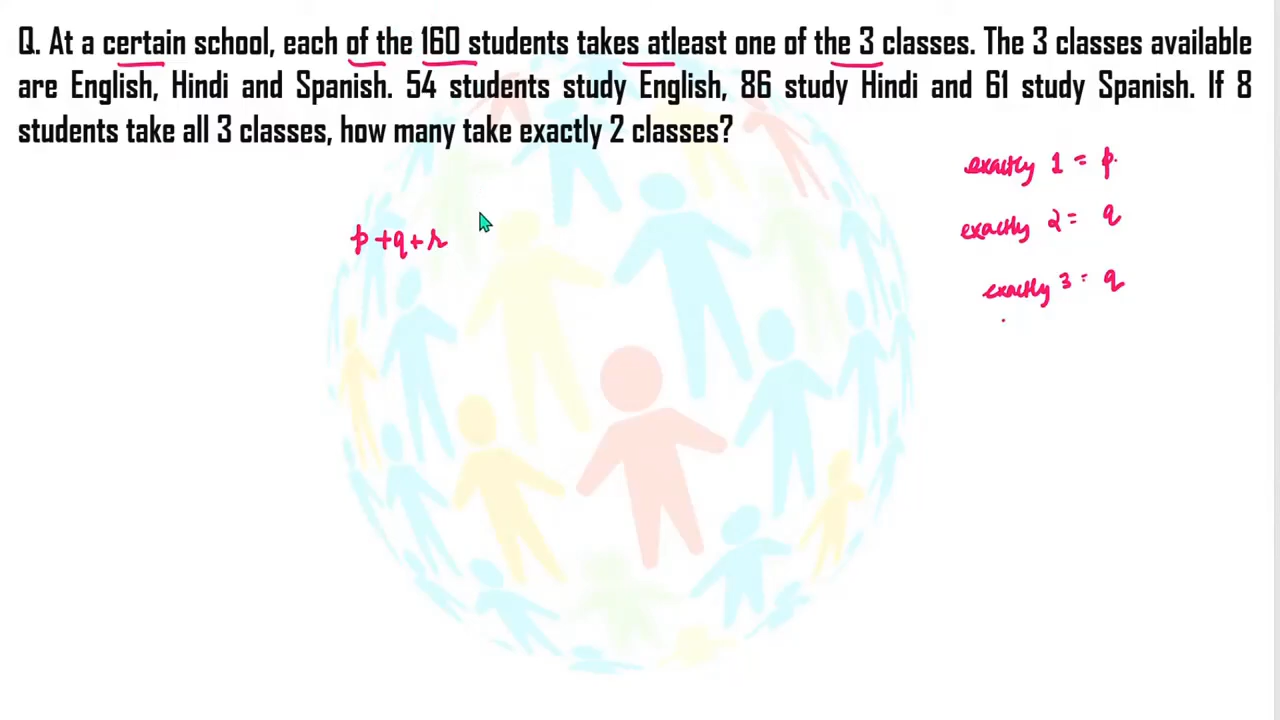 Q. At a certain school, each of the 160 students takes atleast one of the 3 classes. The 3 classes available
are English, Hindi and Spanish. 54 students study English, 86 study Hindi and 61 study Spanish. If 8
students take all 3 classes, how many take exactly 2 classes?
exactly 1 = p
exactly 2 = q
p + q + r
exactly 3 = q